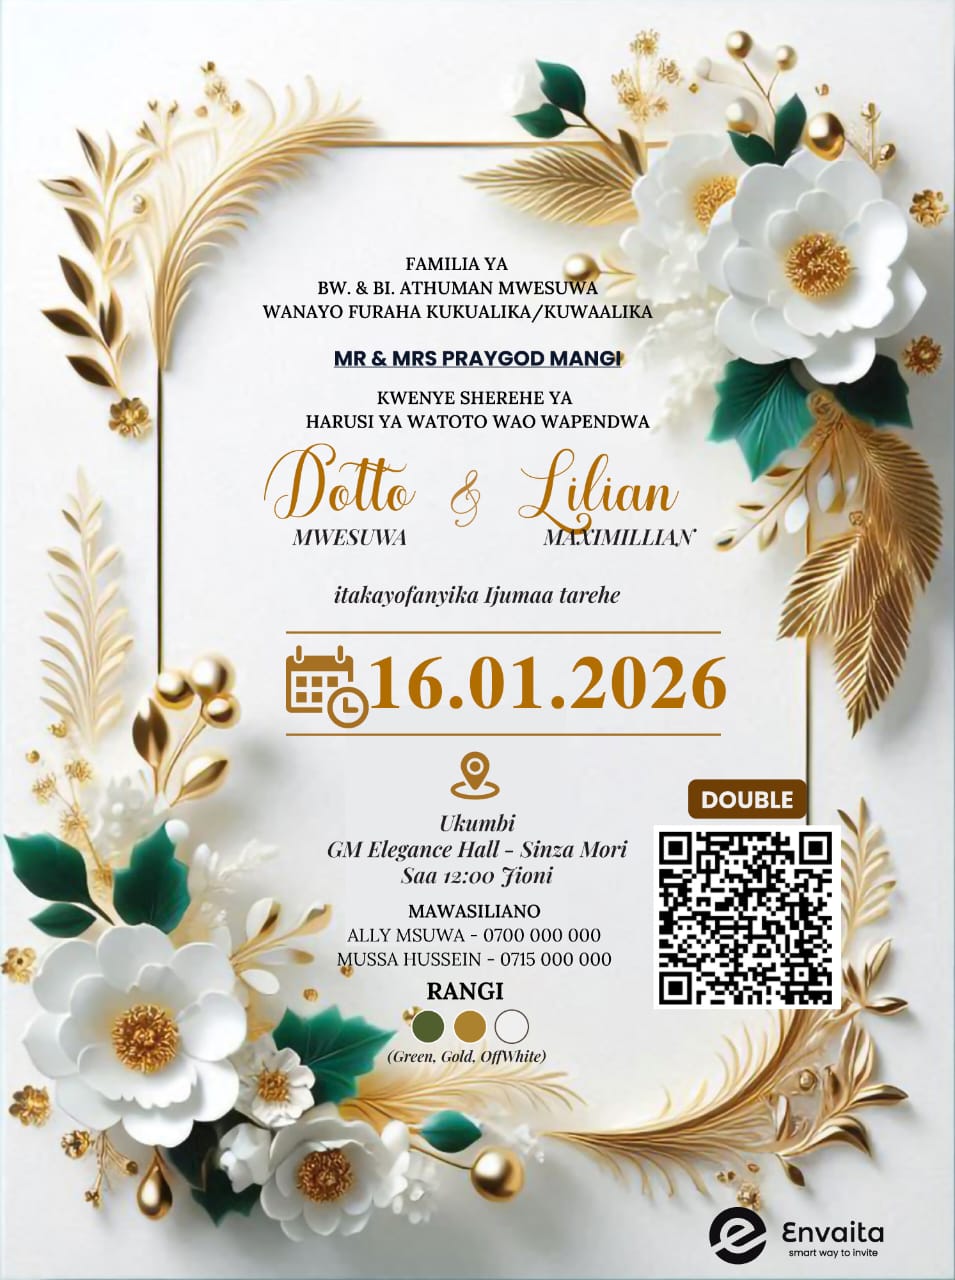 FAMILIA YA
BW. & BI. ATHUMAN MWESUWA
WANAYO FURAHA KUKUALIKA/KUWAALIKA
MR & MRS PRAYGOD MANGI
KWENYE SHEREHE YA
HARUSI YA WATOTO WAO WAPENDWA
Dotto & Lilian
MWESUWA MAXIMILLIAN
itakayofanyika Ijumaa tarehe
16.01.2026
Ukumbi
GM Elegance Hall - Sinza Mori
Saa 12:00 Jioni
DOUBLE
MAWASILIANO
ALLY MSUWA - 0700 000 000
MUSSA HUSSEIN - 0715 000 000
RANGI
(Green, Gold, OffWhite)
Envaita
smart way to invite